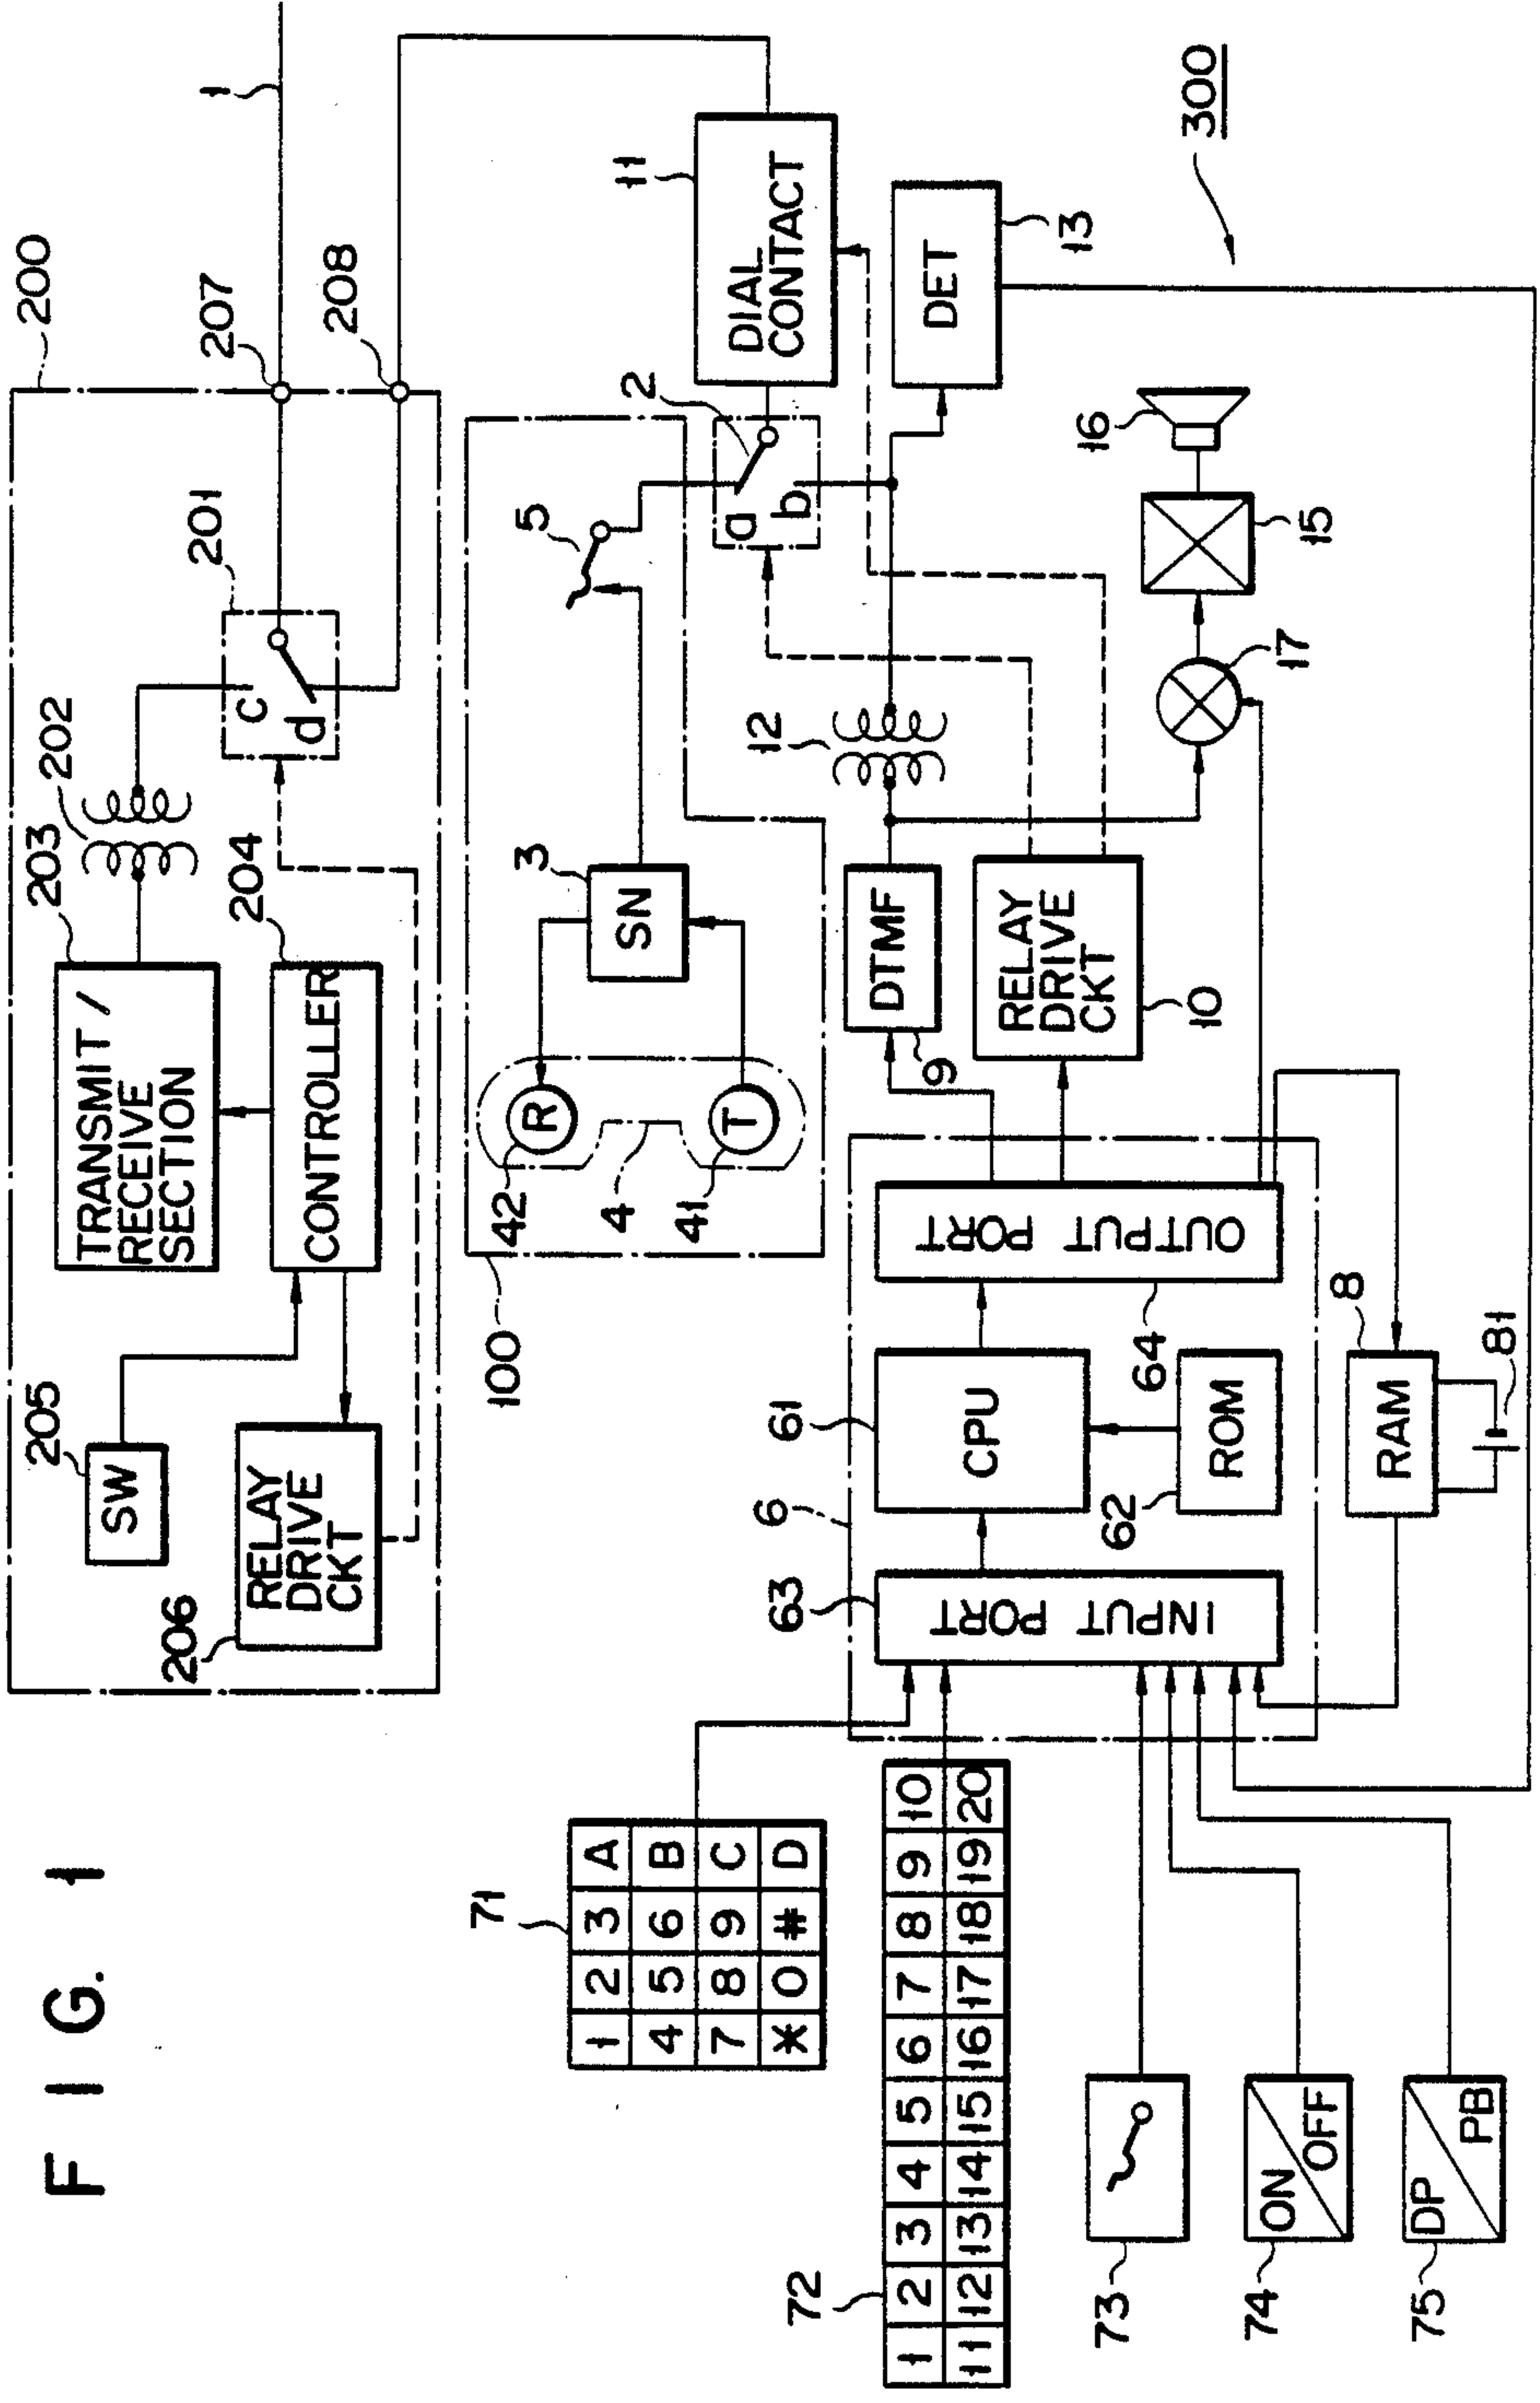 FIG. 1
200
205
SW
206
RELAY
DRIVE
CKT
203
TRANSMIT /
RECEIVE
SECTION
204
CONTROLLER
202
201
c
d
207
208
1
100
42
R
4
41
T
3
SN
5
2
a
b
11
DIAL
CONTACT
71
1 2 3 A
4 5 6 B
7 8 9 C
* 0 # D
72
1 2 3 4 5 6 7 8 9 10
11 12 13 14 15 16 17 18 19 20
73
74
ON
OFF
75
DP
PB
6
63
INPUT PORT
61
CPU
62
ROM
64
OUTPUT PORT
8
RAM
81
9
DTMF
10
RELAY
DRIVE
CKT
12
13
DET
17
15
16
300